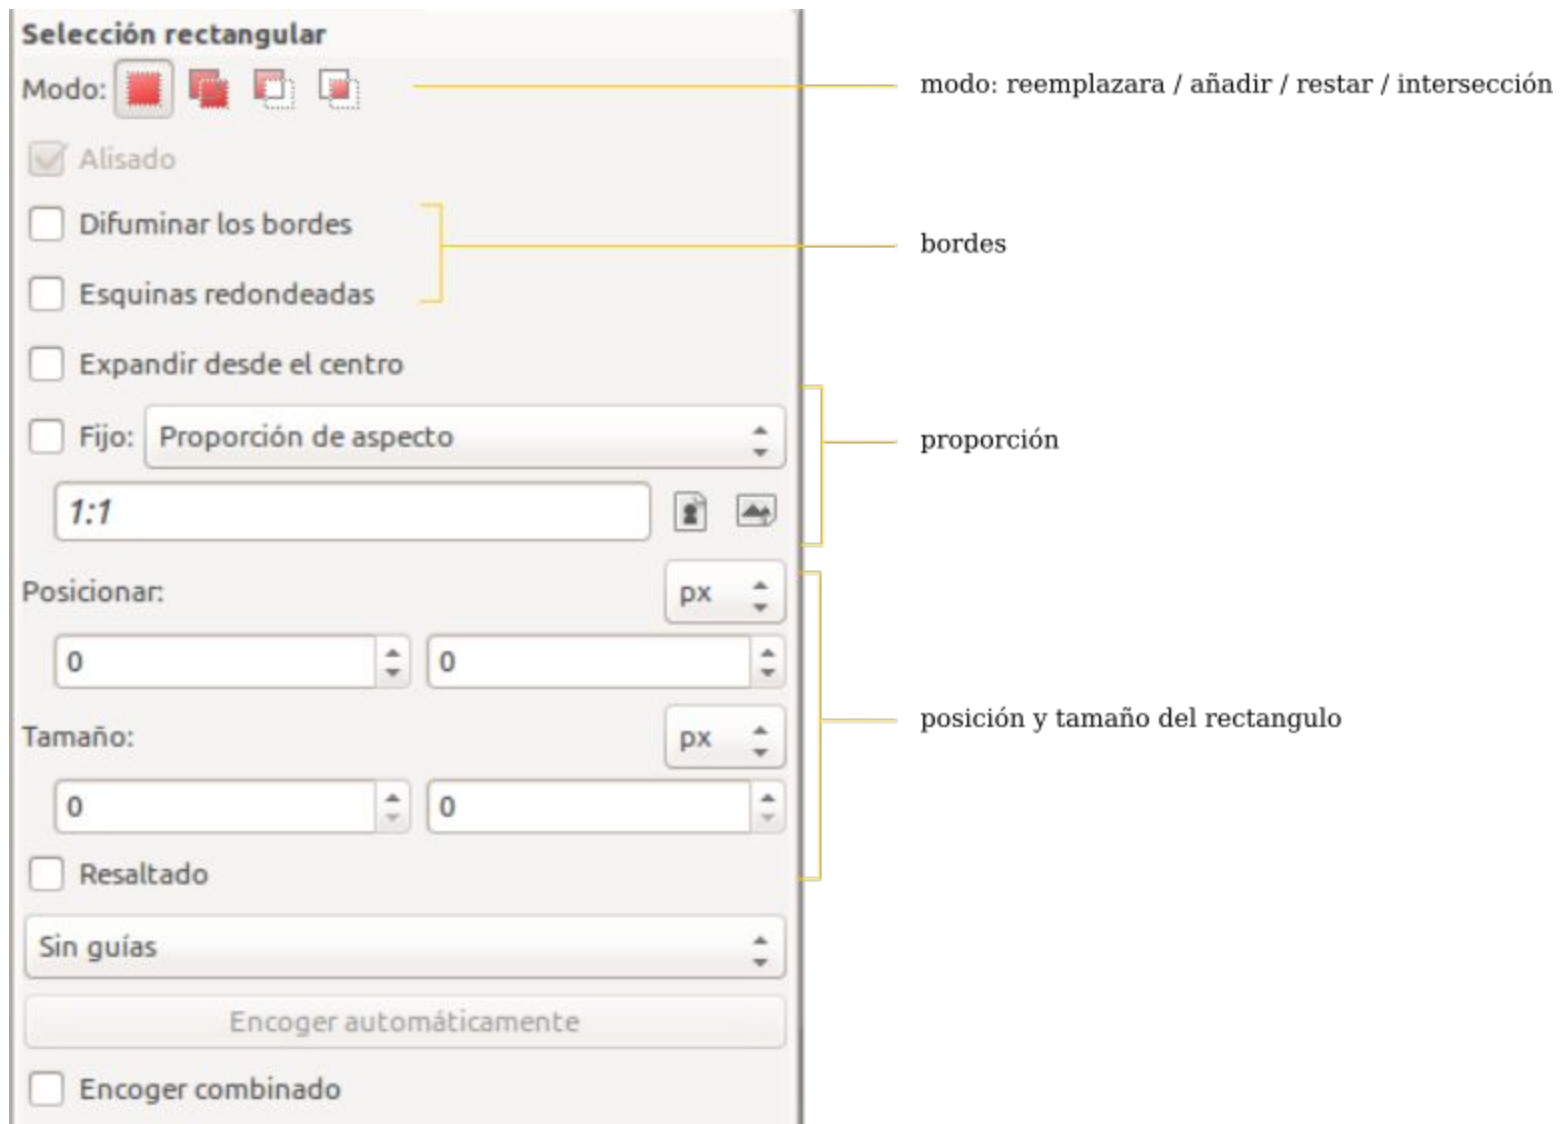 Selección rectangular
Modo:
modo: reemplazara / añadir / restar / intersección
Alisado
Difuminar los bordes
bordes
Esquinas redondeadas
Expandir desde el centro
Fijo: Proporción de aspecto
proporción
1:1
Posicionar: px
0 0
posición y tamaño del rectangulo
Tamaño: px
0 0
Resaltado
Sin guías
Encoger automáticamente
Encoger combinado